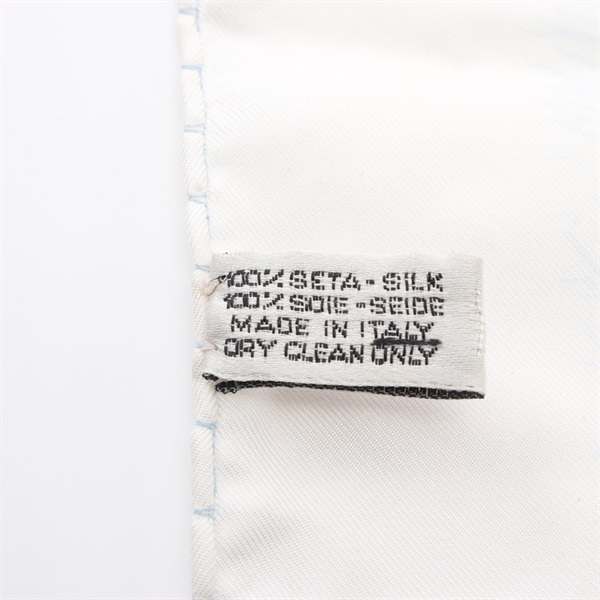 100% SETA - SILK
100% SOIE - SEIDE
MADE IN ITALY
DRY CLEAN ONLY